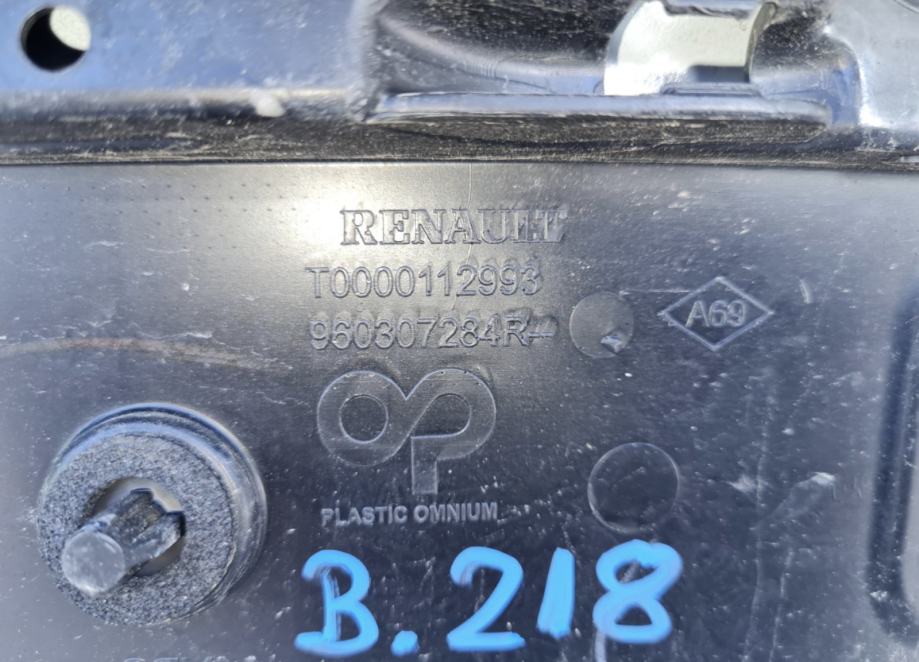 RENAULT
T0000112993
960307284R--
A69
PLASTIC OMNIUM
B.218